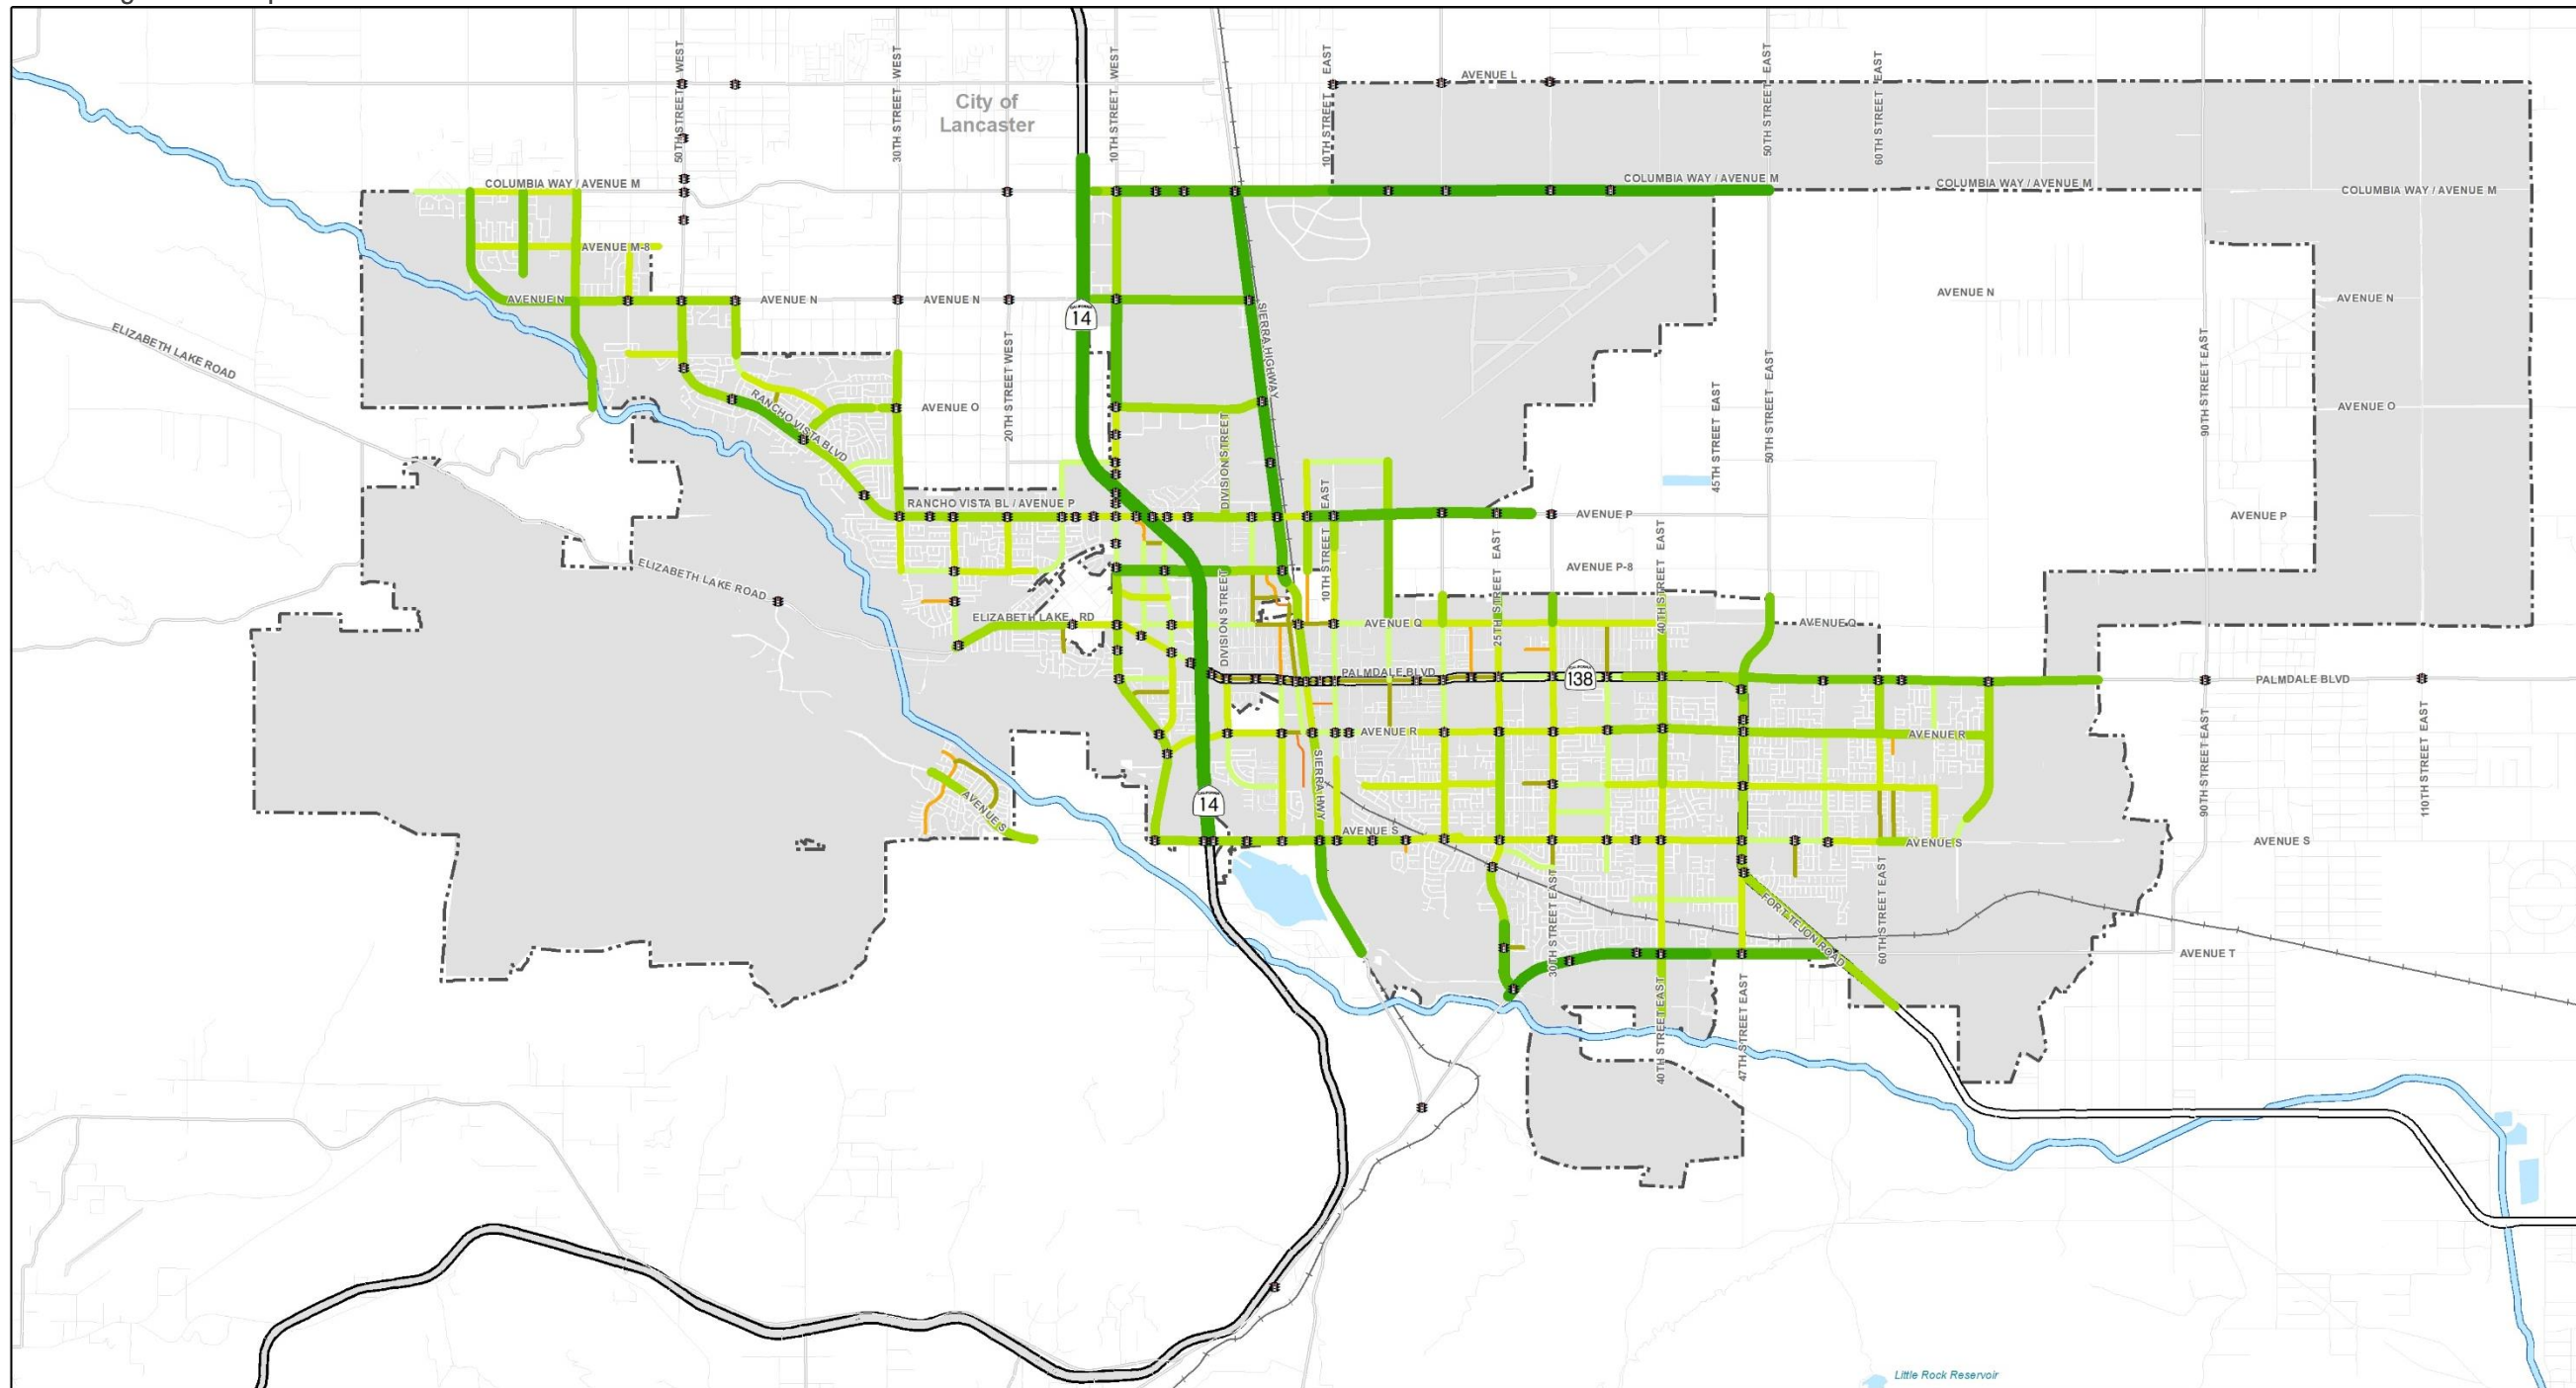 AVENUE L
50TH STREET WEST
30TH STREET WEST
10TH STREET WEST
10TH STREET EAST
50TH STREET EAST
60TH STREET EAST
City of
Lancaster
COLUMBIA WAY / AVENUE M
COLUMBIA WAY / AVENUE M
COLUMBIA WAY / AVENUE M
COLUMBIA WAY / AVENUE M
AVENUE M-8
AVENUE N
AVENUE N
AVENUE N
AVENUE N
AVENUE N
CALIFORNIA
14
SIERRA HIGHWAY
ELIZABETH LAKE ROAD
20TH STREET WEST
RANCHO VISTA BLVD
AVENUE O
AVENUE O
DIVISION STREET
45TH STREET EAST
50TH STREET EAST
90TH STREET EAST
RANCHO VISTA BL / AVENUE P
10TH STREET EAST
AVENUE P
AVENUE P
25TH STREET EAST
40TH STREET EAST
AVENUE P-8
ELIZABETH LAKE ROAD
ELIZABETH LAKE RD
DIVISION STREET
AVENUE Q
AVENUE Q
PALMDALE BLVD
CALIFORNIA
138
PALMDALE BLVD
AVENUE R
AVENUE R
90TH STREET EAST
110TH STREET EAST
SIERRA HWY
CALIFORNIA
14
AVENUE S
AVENUE S
AVENUE S
AVENUE S
30TH STREET EAST
60TH STREET EAST
FORT TEJON ROAD
AVENUE T
40TH STREET EAST
47TH STREET EAST
Little Rock Reservoir